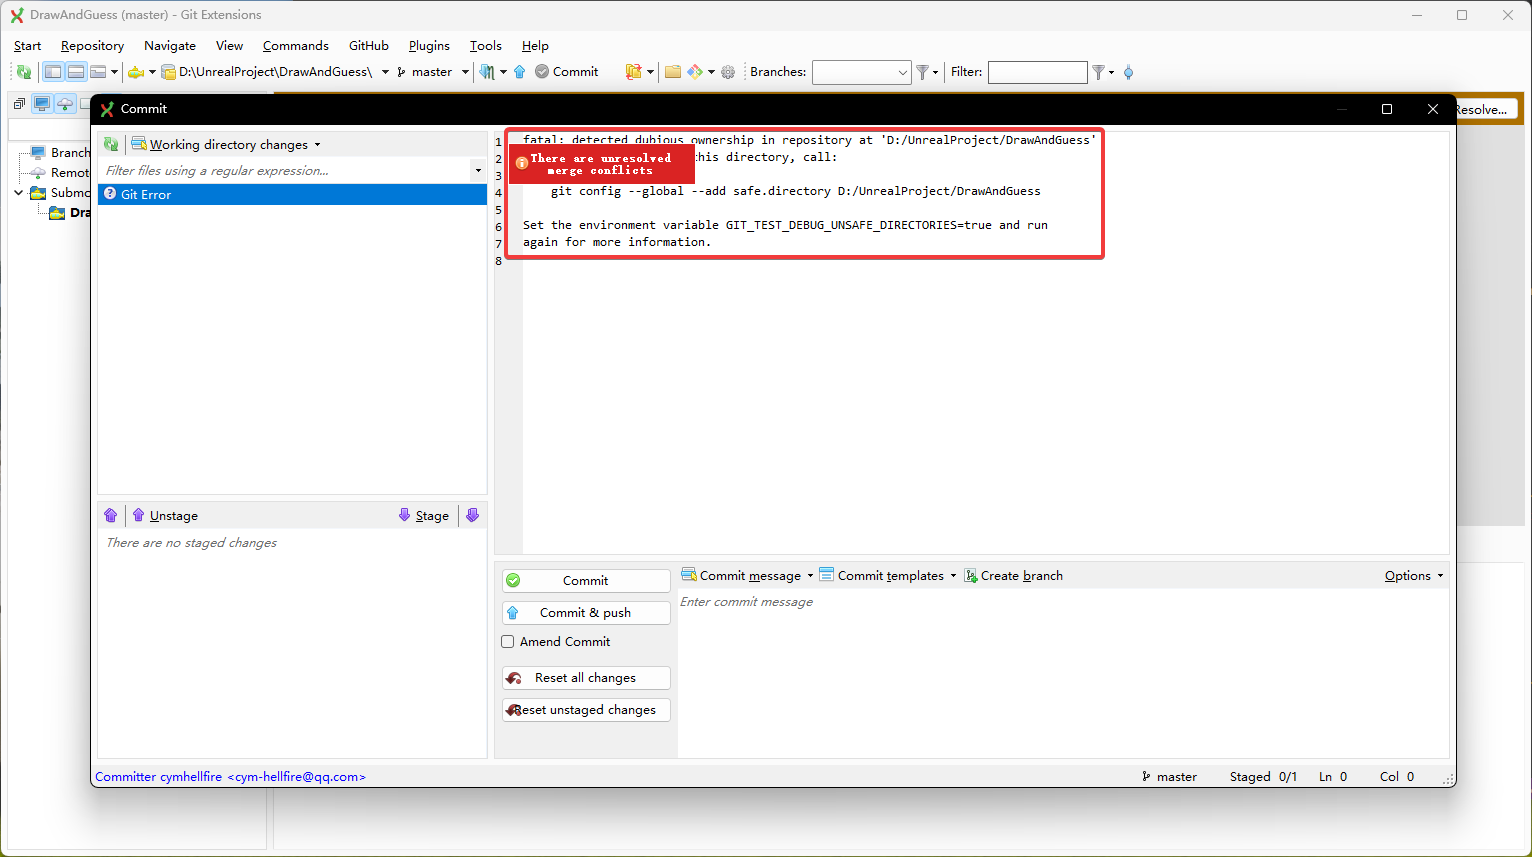 DrawAndGuess (master) - Git Extensions
Start Repository Navigate View Commands GitHub Plugins Tools Help
D:\UnrealProject\DrawAndGuess\ master Commit Branches: Filter:
Commit
Resolve...
Working directory changes
Filter files using a regular expression...
Git Error
Branch
Remot
Submo
Dra
1 fatal: detected dubious ownership in repository at 'D:/UnrealProject/DrawAndGuess'
2 this directory, call:
There are unresolved
merge conflicts
3
4 git config --global --add safe.directory D:/UnrealProject/DrawAndGuess
5
6 Set the environment variable GIT_TEST_DEBUG_UNSAFE_DIRECTORIES=true and run
7 again for more information.
8
Unstage Stage
There are no staged changes
Commit
Commit & push
Amend Commit
Reset all changes
Reset unstaged changes
Commit message Commit templates Create branch Options
Enter commit message
Committer cymhellfire <cym-hellfire@qq.com> master Staged 0/1 Ln 0 Col 0